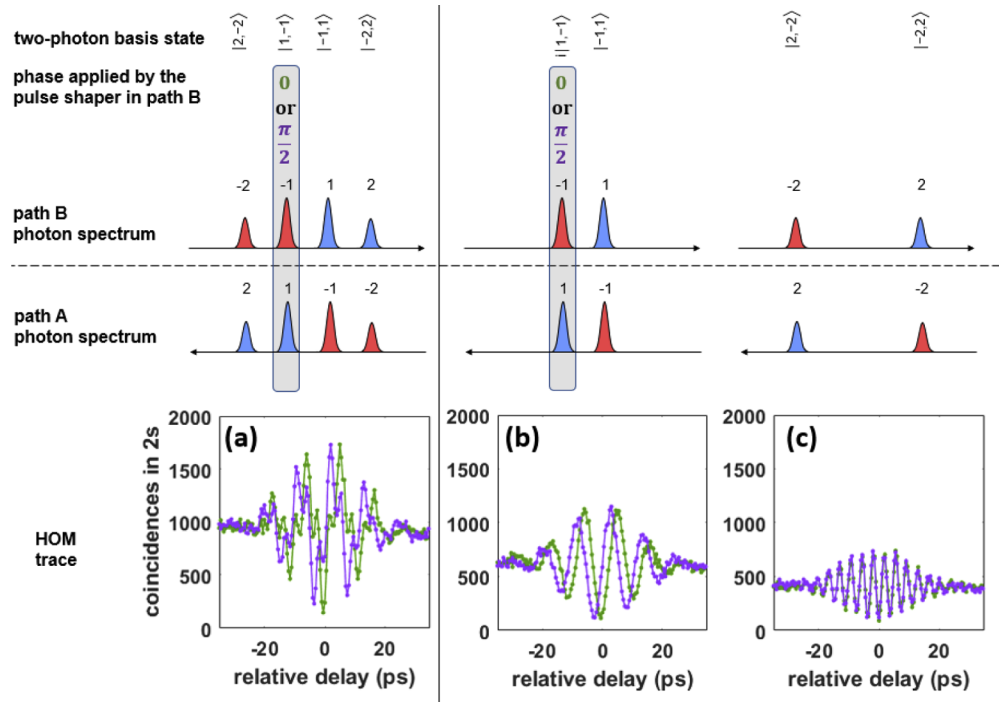 two-photon basis state
|2,-2⟩ |1,-1⟩ |-1,1⟩ |-2,2⟩ i|1,-1⟩ |-1,1⟩ |2,-2⟩ |-2,2⟩
phase applied by the
pulse shaper in path B
0 0
or or
π/2 π/2
-2 -1 1 2 -1 1 -2 2
path B
photon spectrum
2 1 -1 -2 1 -1 2 -2
path A
photon spectrum
HOM
trace
coincidences in 2s
(a) (b) (c)
2000 2000 2000
1500 1500 1500
1000 1000 1000
500 500 500
0 0 0
-20 0 20 -20 0 20 -20 0 20
relative delay (ps) relative delay (ps) relative delay (ps)